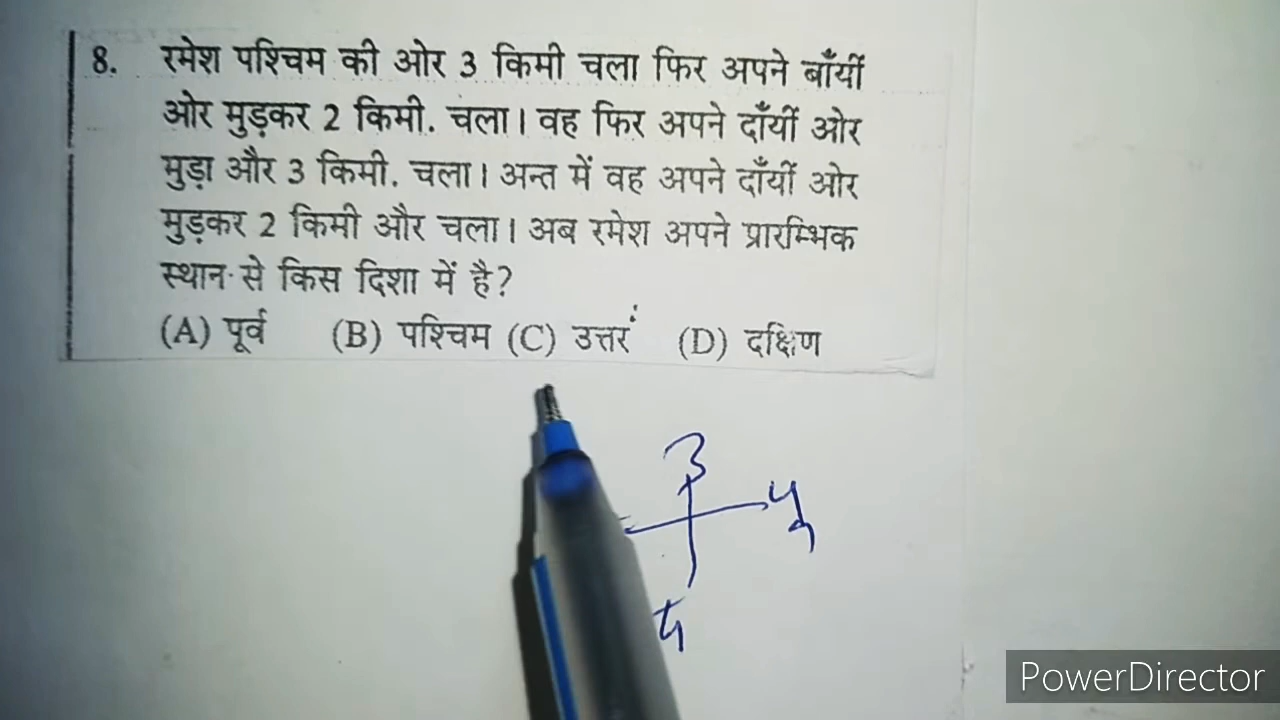 8. रमेश पश्चिम की ओर 3 किमी चला फिर अपने बाँयीं
ओर मुड़कर 2 किमी. चला। वह फिर अपने दाँयीं ओर
मुड़ा और 3 किमी. चला। अन्त में वह अपने दाँयीं ओर
मुड़कर 2 किमी और चला। अब रमेश अपने प्रारम्भिक
स्थान से किस दिशा में है?
(A) पूर्व (B) पश्चिम (C) उत्तर (D) दक्षिण
उ
पू
द
PowerDirector